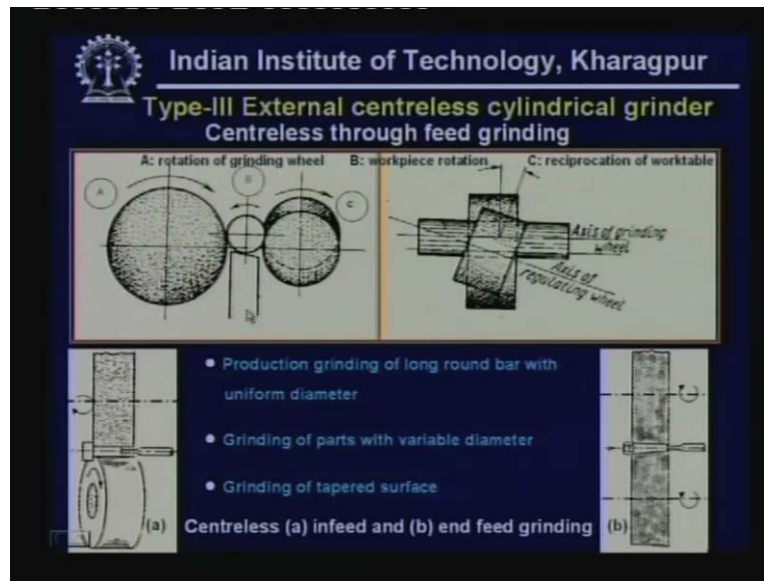 Indian Institute of Technology, Kharagpur
Type-III External centreless cylindrical grinder
Centreless through feed grinding
A: rotation of grinding wheel B: workpiece rotation C: reciprocation of worktable
A
B
C
Axis of grinding
wheel
Axis of
regulating wheel
Production grinding of long round bar with
uniform diameter
Grinding of parts with variable diameter
Grinding of tapered surface
(a) Centreless (a) infeed and (b) end feed grinding (b)